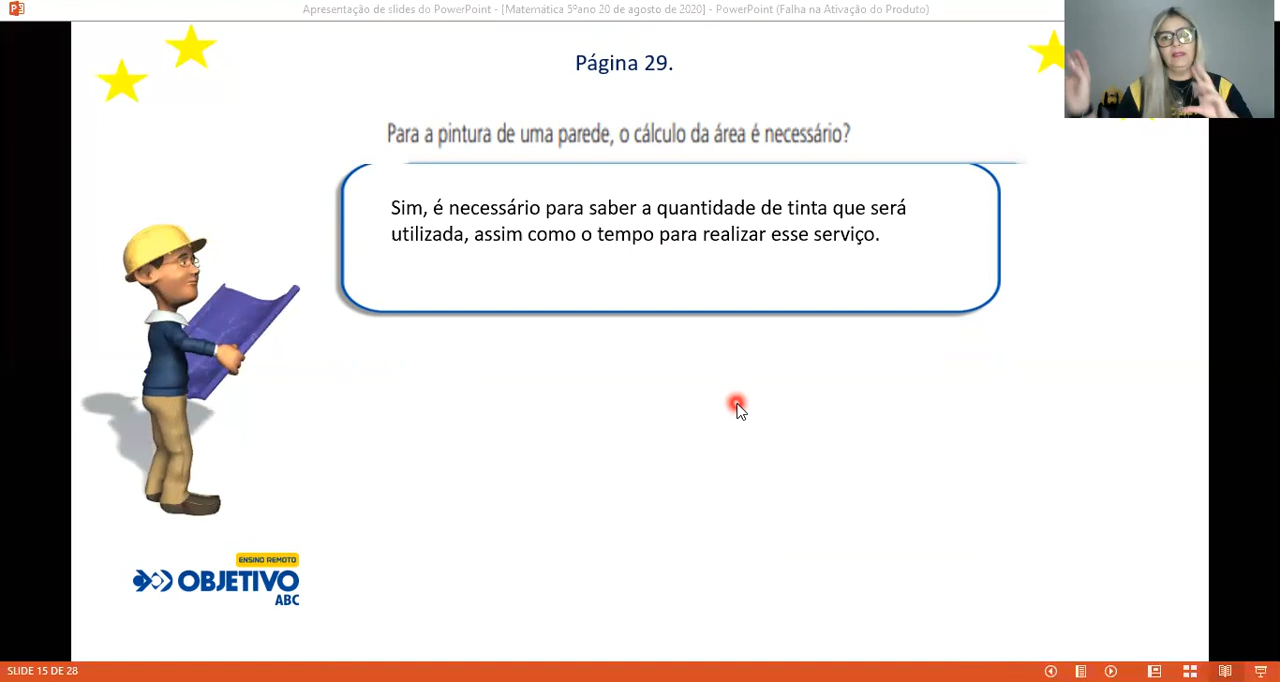 Apresentação de slides do PowerPoint - [Matemática 5ºano 20 de agosto de 2020] - PowerPoint (Falha na Ativação do Produto)
Página 29.
Para a pintura de uma parede, o cálculo da área é necessário?
Sim, é necessário para saber a quantidade de tinta que será
utilizada, assim como o tempo para realizar esse serviço.
ENSINO REMOTO
OBJETIVO
ABC
SLIDE 15 DE 28